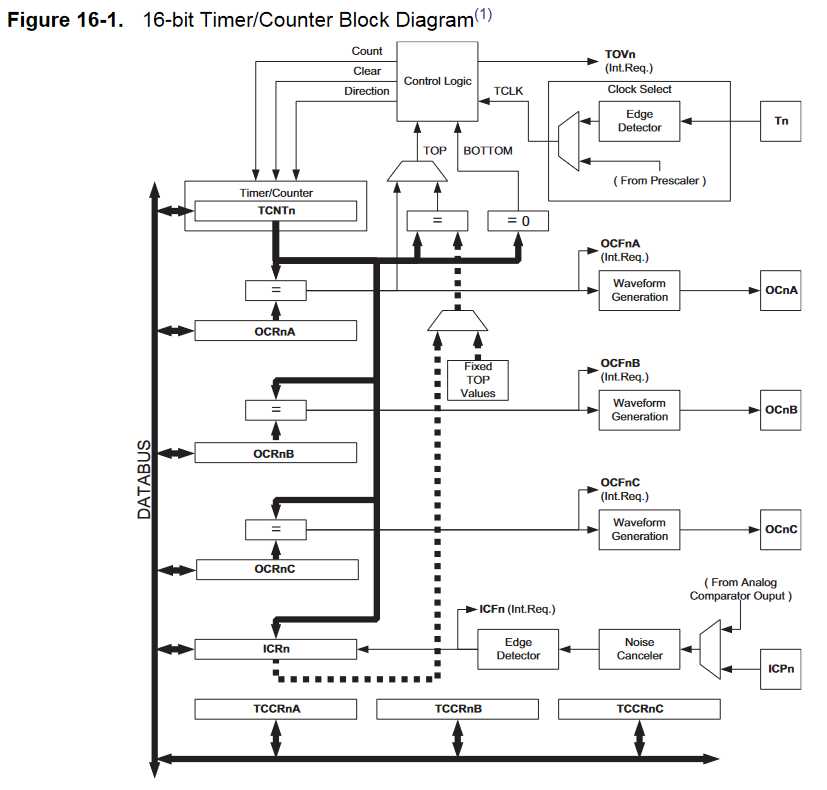 Figure 16-1. 16-bit Timer/Counter Block Diagram(1)
Count
Clear
Direction
Control Logic
TOVn
(Int.Req.)
TCLK
Clock Select
Edge
Detector
Tn
( From Prescaler )
TOP
BOTTOM
Timer/Counter
TCNTn
=
= 0
=
OCRnA
OCFnA
(Int.Req.)
Waveform
Generation
OCnA
Fixed
TOP
Values
=
OCRnB
OCFnB
(Int.Req.)
Waveform
Generation
OCnB
DATABUS
=
OCRnC
OCFnC
(Int.Req.)
Waveform
Generation
OCnC
( From Analog
Comparator Ouput )
ICFn (Int.Req.)
ICRn
Edge
Detector
Noise
Canceler
ICPn
TCCRnA
TCCRnB
TCCRnC